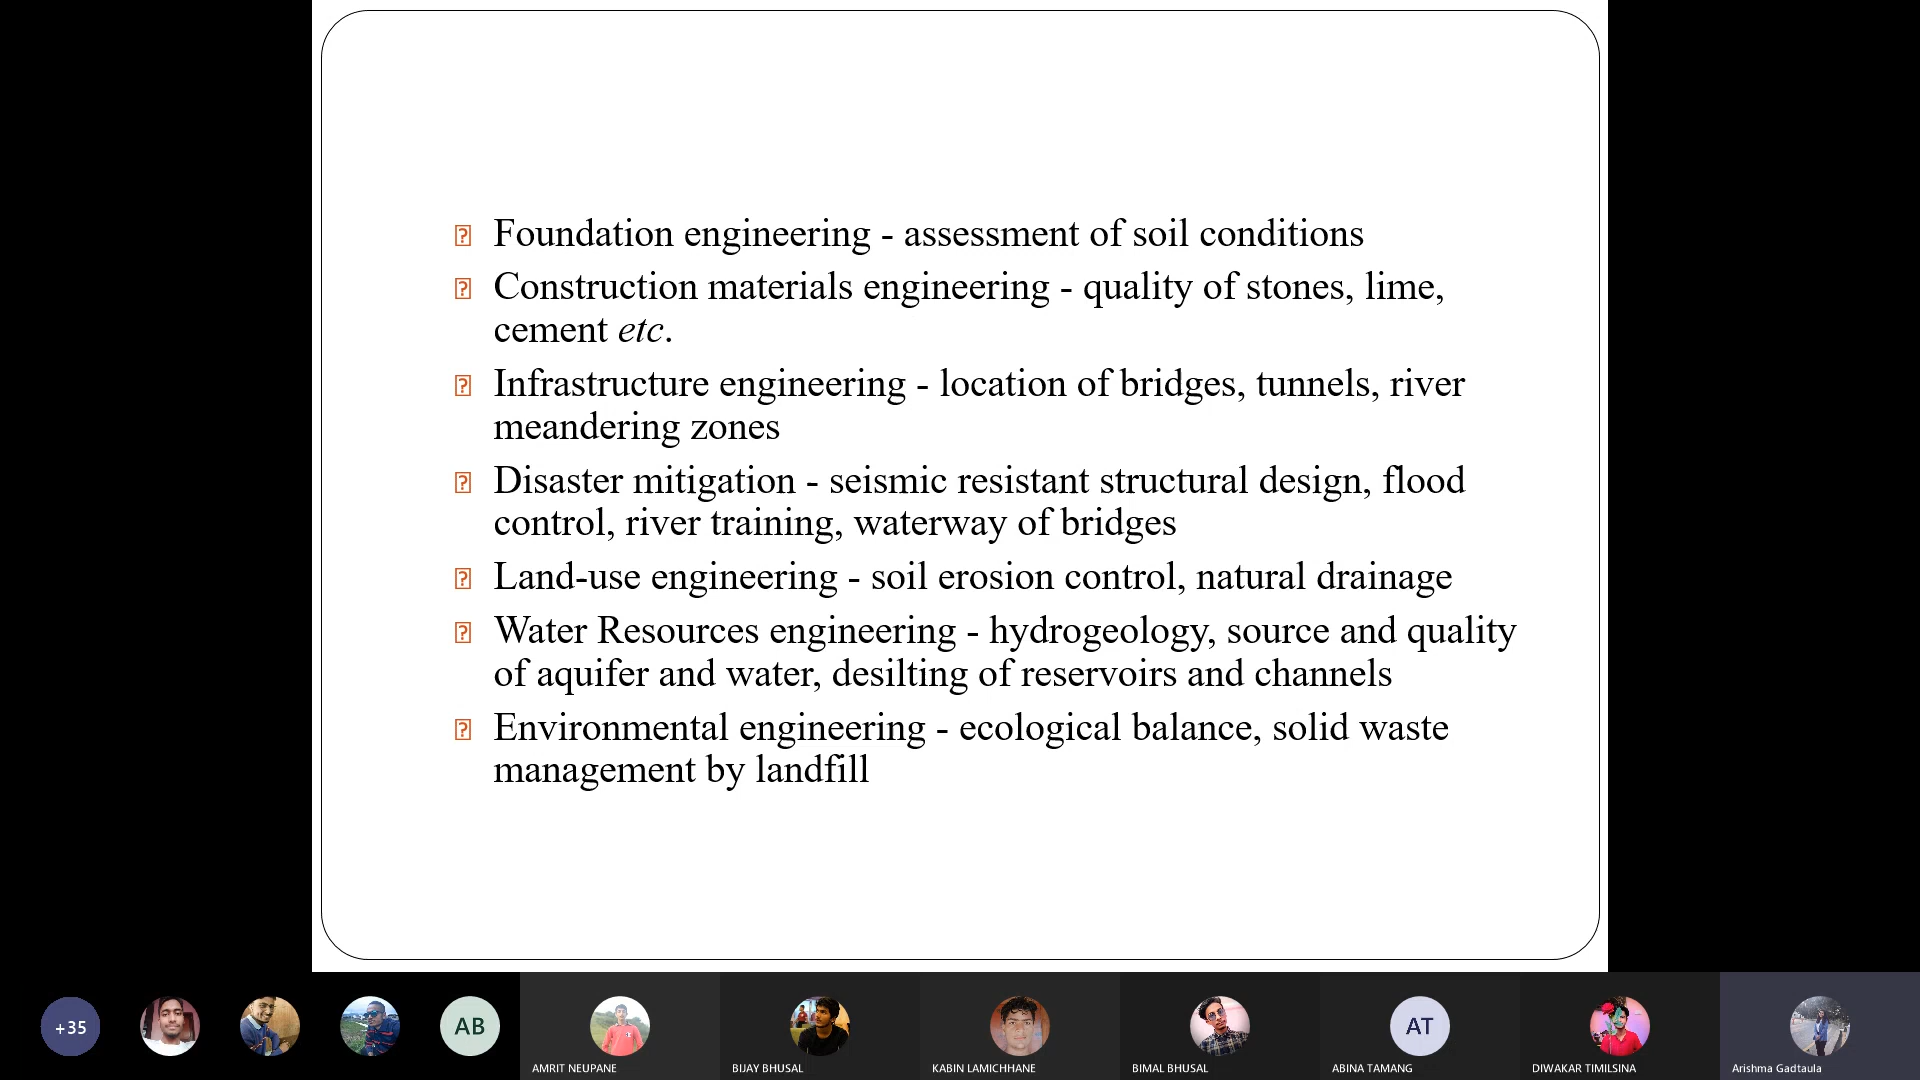 Foundation engineering - assessment of soil conditions
Construction materials engineering - quality of stones, lime,
cement etc.
Infrastructure engineering - location of bridges, tunnels, river
meandering zones
Disaster mitigation - seismic resistant structural design, flood
control, river training, waterway of bridges
Land-use engineering - soil erosion control, natural drainage
Water Resources engineering - hydrogeology, source and quality
of aquifer and water, desilting of reservoirs and channels
Environmental engineering - ecological balance, solid waste
management by landfill
+35
AB
AT
AMRIT NEUPANE
BIJAY BHUSAL
KABIN LAMICHHANE
BIMAL BHUSAL
ABINA TAMANG
DIWAKAR TIMILSINA
Arishma Gadtaula